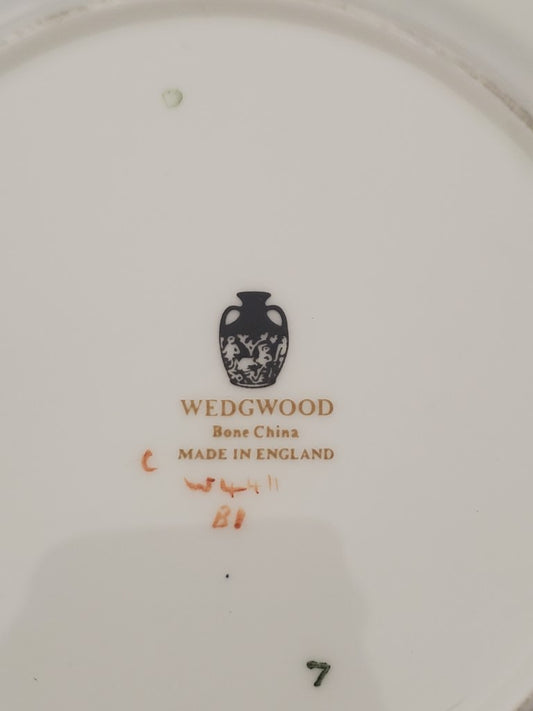 WEDGWOOD
Bone China
MADE IN ENGLAND
C
W4411
B1
7